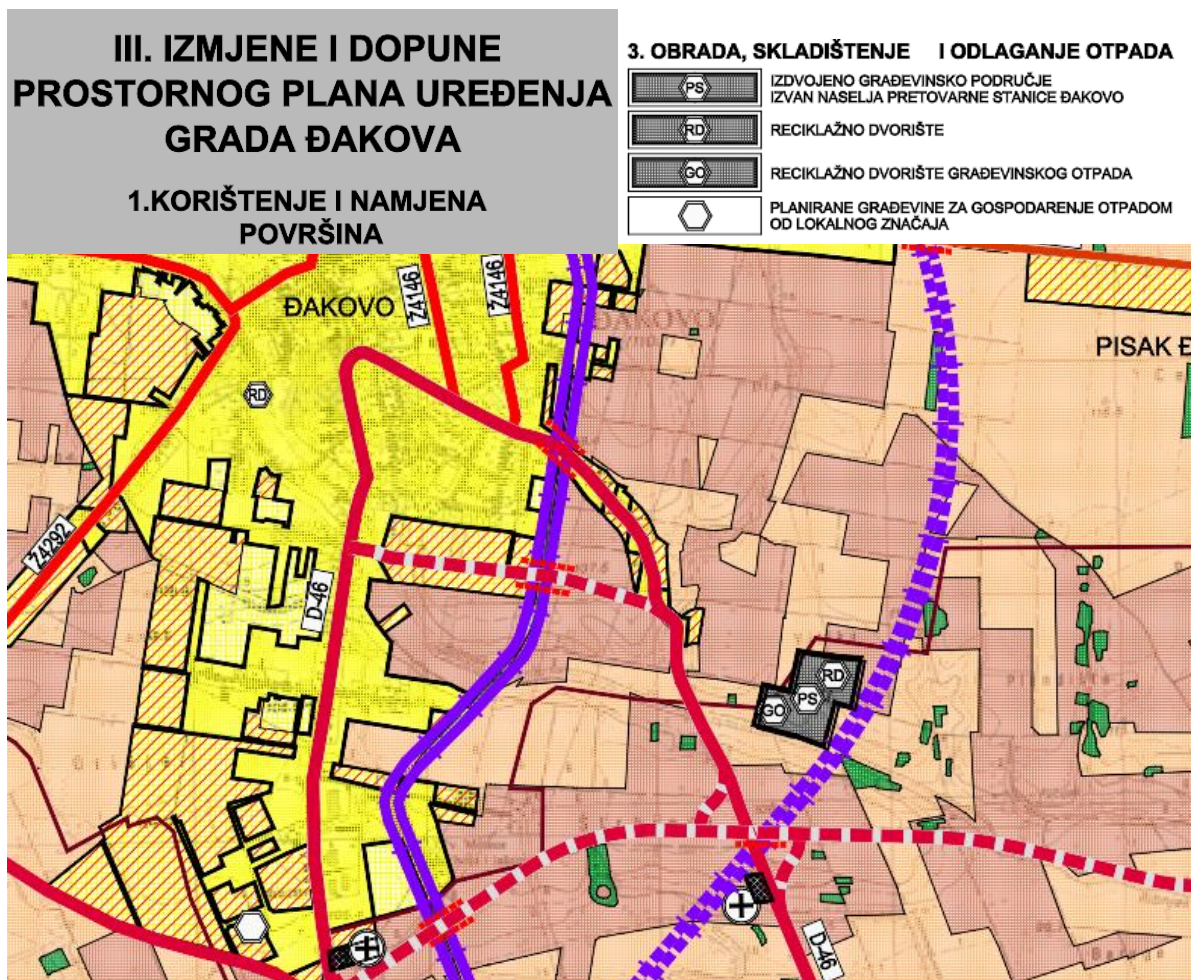 III. IZMJENE I DOPUNE
PROSTORNOG PLANA UREĐENJA
GRADA ĐAKOVA
1.KORIŠTENJE I NAMJENA
POVRŠINA
3. OBRADA, SKLADIŠTENJE I ODLAGANJE OTPADA
PS
IZDVOJENO GRAĐEVINSKO PODRUČJE
IZVAN NASELJA PRETOVARNE STANICE ĐAKOVO
RD
RECIKLAŽNO DVORIŠTE
GO
RECIKLAŽNO DVORIŠTE GRAĐEVINSKOG OTPADA
PLANIRANE GRAĐEVINE ZA GOSPODARENJE OTPADOM
OD LOKALNOG ZNAČAJA
ĐAKOVO
Ž4146
Ž4146
ĐAKOVO
PISAK Đ
RD
Ž4292
D-46
RD
PS
GO
D-46